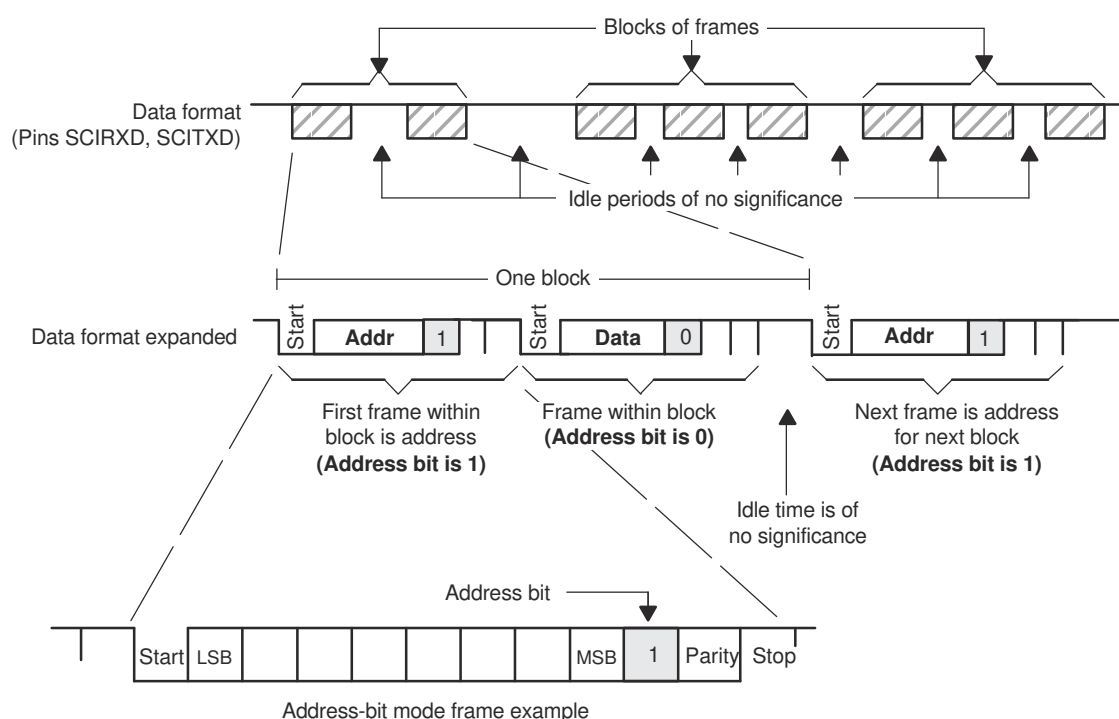 Blocks of frames
Data format
(Pins SCIRXD, SCITXD)
Idle periods of no significance
One block
Data format expanded
Start
Addr
1
Start
Data
0
Start
Addr
1
First frame within
block is address
(Address bit is 1)
Frame within block
(Address bit is 0)
Next frame is address
for next block
(Address bit is 1)
Idle time is of
no significance
Address bit
Start LSB MSB 1 Parity Stop
Address-bit mode frame example